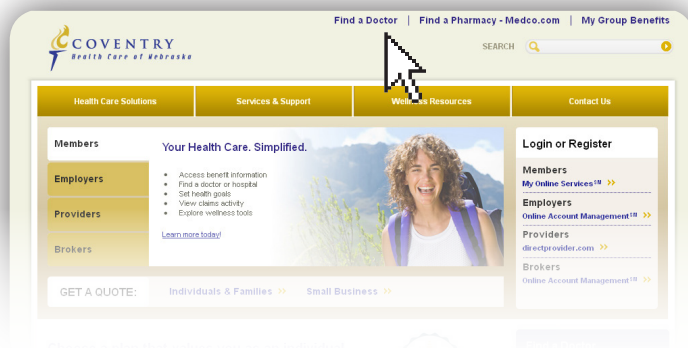 Find a Doctor | Find a Pharmacy - Medco.com | My Group Benefits
COVENTRY
Health Care of Nebraska
SEARCH
Health Care Solutions
Services & Support
Wellness Resources
Contact Us
Members
Employers
Providers
Brokers
Your Health Care. Simplified.
• Access benefit information
• Find a doctor or hospital
• Set health goals
• View claims activity
• Explore wellness tools
Learn more today!
Login or Register
Members
My Online Services℠ >>
Employers
Online Account Management℠ >>
Providers
directprovider.com >>
Brokers
Online Account Management℠ >>
GET A QUOTE: Individuals & Families >> Small Business >>